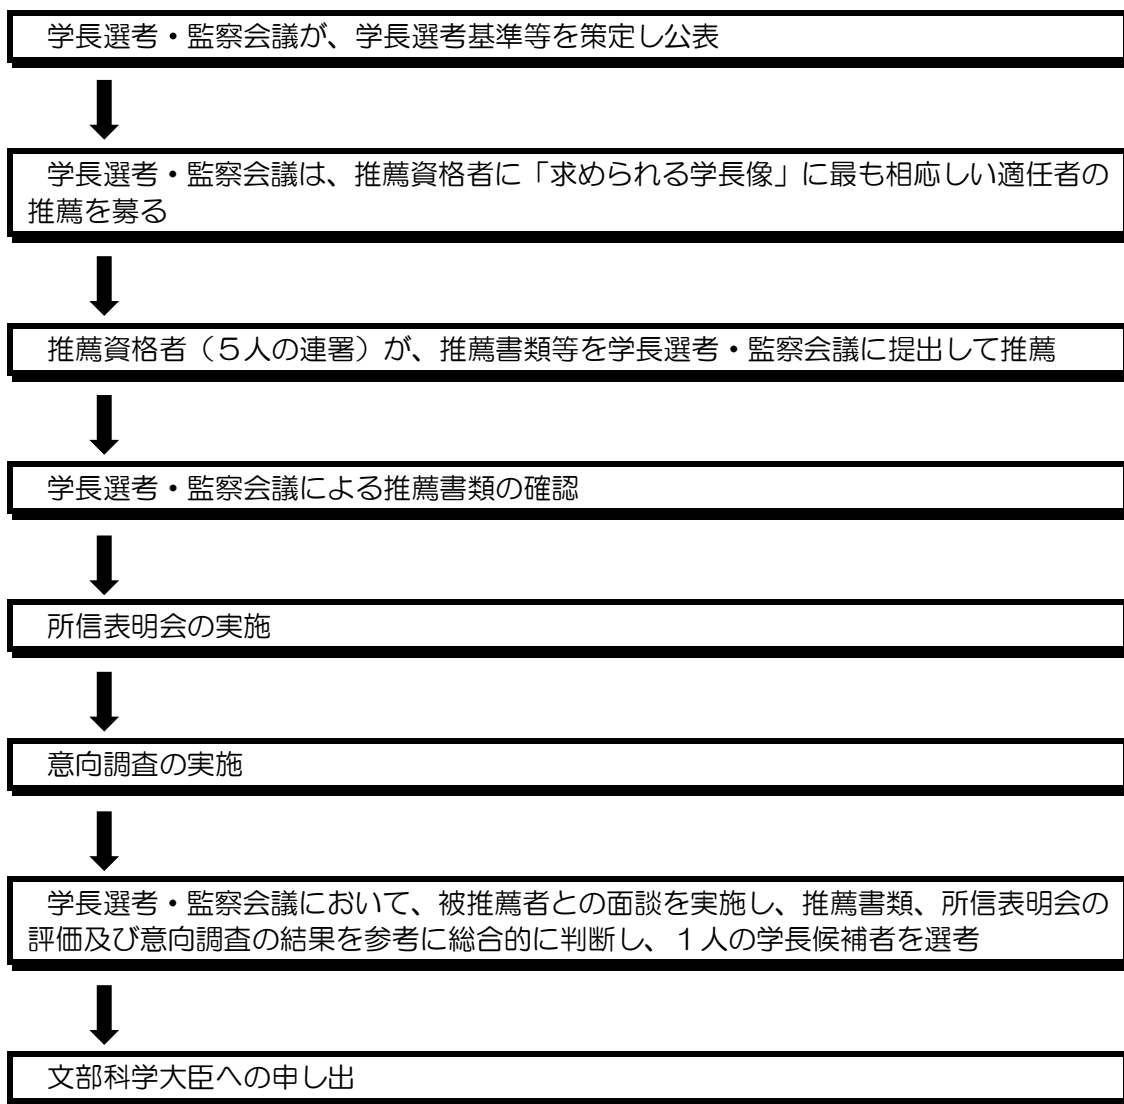 学長選考・監察会議が、学長選考基準等を策定し公表
学長選考・監察会議は、推薦資格者に「求められる学長像」に最も相応しい適任者の
推薦を募る
推薦資格者（５人の連署）が、推薦書類等を学長選考・監察会議に提出して推薦
学長選考・監察会議による推薦書類の確認
所信表明会の実施
意向調査の実施
学長選考・監察会議において、被推薦者との面談を実施し、推薦書類、所信表明会の
評価及び意向調査の結果を参考に総合的に判断し、１人の学長候補者を選考
文部科学大臣への申し出